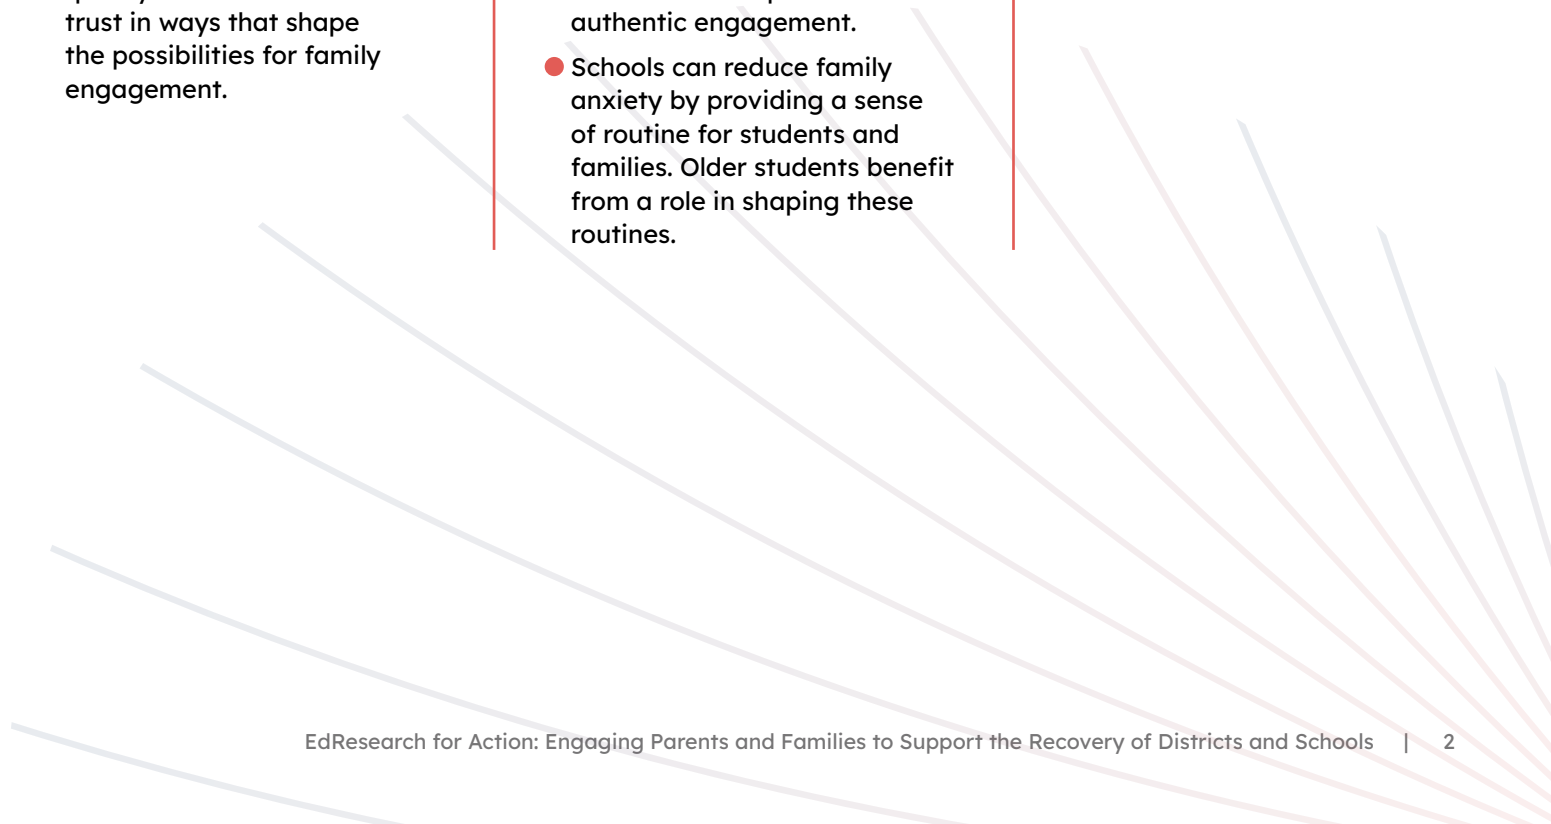 trust in ways that shape
the possibilities for family
engagement.
authentic engagement.
Schools can reduce family
anxiety by providing a sense
of routine for students and
families. Older students benefit
from a role in shaping these
routines.
EdResearch for Action: Engaging Parents and Families to Support the Recovery of Districts and Schools | 2